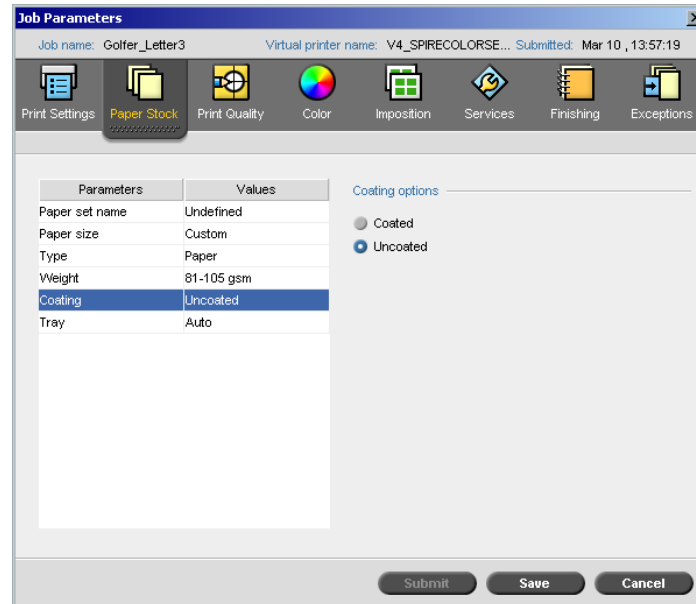 Job Parameters
Job name: Golfer_Letter3 Virtual printer name: V4_SPIRECOLORSE... Submitted: Mar 10 , 13:57:19
Print Settings Paper Stock Print Quality Color Imposition Services Finishing Exceptions
Parameters Values
Paper set name Undefined
Paper size Custom
Type Paper
Weight 81-105 gsm
Coating Uncoated
Tray Auto
Coating options
Coated
Uncoated
Submit Save Cancel